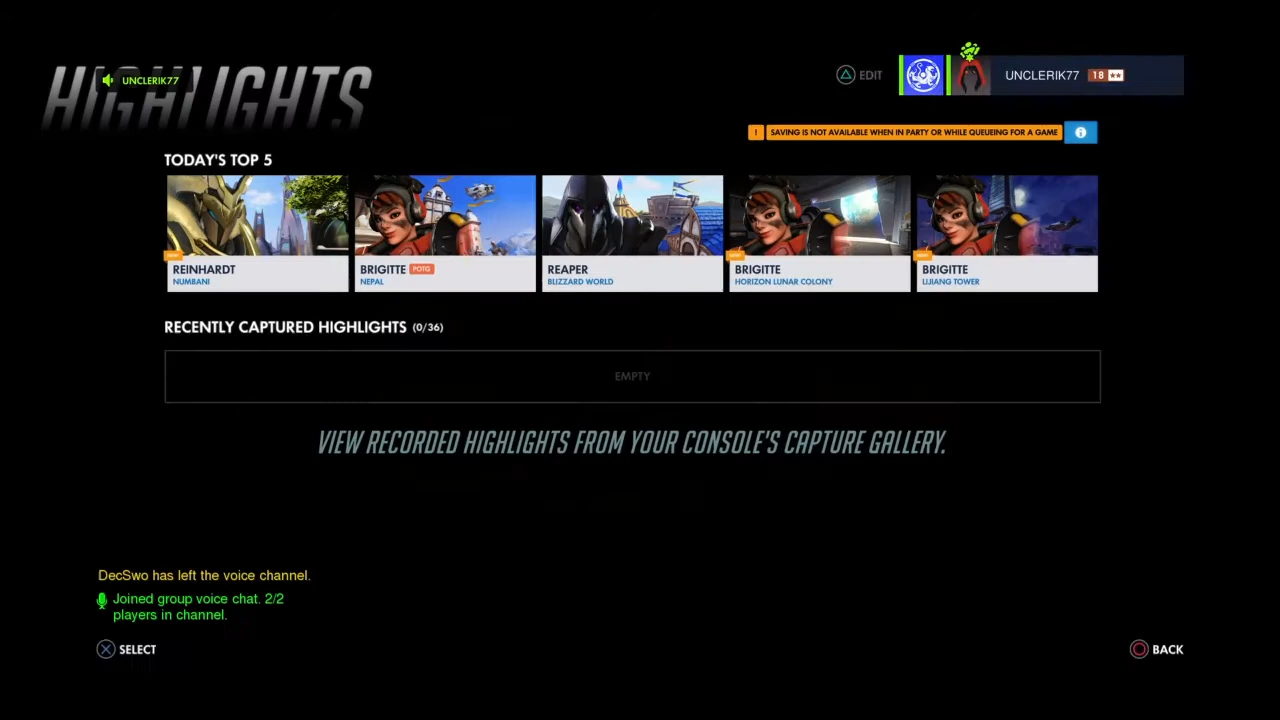 HIGHLIGHTS
UNCLERIK77
EDIT
UNCLERIK77 18
! SAVING IS NOT AVAILABLE WHEN IN PARTY OR WHILE QUEUEING FOR A GAME
TODAY'S TOP 5
REINHARDT
NUMBANI
BRIGITTE POTG
NEPAL
REAPER
BLIZZARD WORLD
BRIGITTE
HORIZON LUNAR COLONY
BRIGITTE
LIJIANG TOWER
RECENTLY CAPTURED HIGHLIGHTS (0/36)
EMPTY
VIEW RECORDED HIGHLIGHTS FROM YOUR CONSOLE'S CAPTURE GALLERY.
DecSwo has left the voice channel.
Joined group voice chat. 2/2
players in channel.
SELECT
BACK